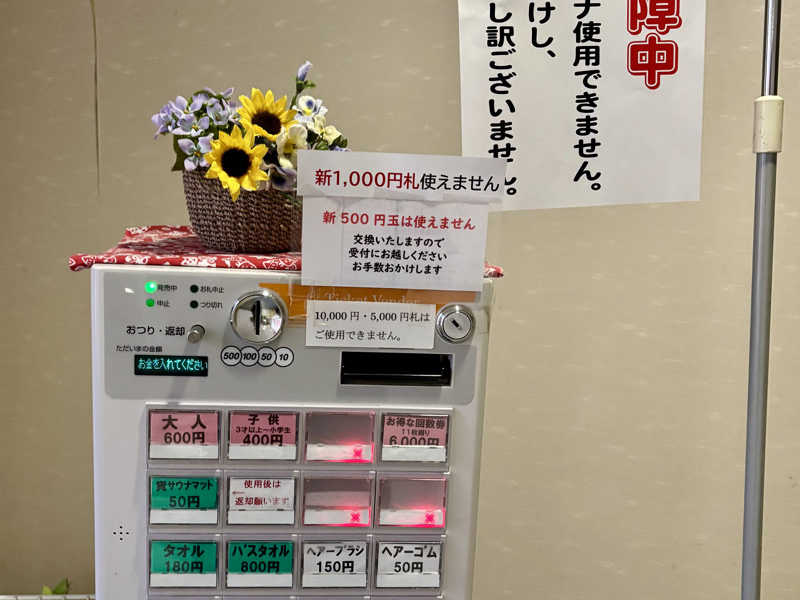 障中
ナ使用できません。
けし、
し訳ございません。
新1,000円札使えません
新 500 円玉は使えません
交換いたしますので
受付にお越しください
お手数おかけします
Ticket Vendor
10,000 円・5,000 円札は
ご使用できません。
発売中
お札中止
中止
つり切れ
おつり・返却
ただいまの金額
お金を入れてください
500 100 50 10
大人
600円
子供
3才以上～小学生
400円
お得な回数券
11枚綴り
6,000円
貸サウナマット
50円
使用後は
返却願います
タオル
180円
バスタオル
800円
ヘアーブラシ
150円
ヘアーゴム
50円